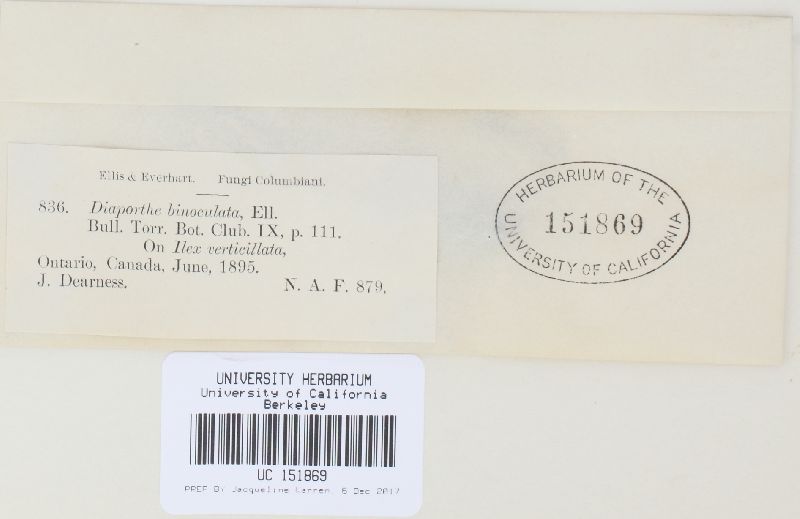 Ellis & Everhart. Fungi Columbiani.
836. Diaporthe binoculata, Ell.
Bull. Torr. Bot. Club. IX, p. 111.
On Ilex verticillata,
Ontario, Canada, June, 1895.
J. Dearness. N. A. F. 879.
HERBARIUM OF THE
151869
UNIVERSITY OF CALIFORNIA
UNIVERSITY HERBARIUM
University of California
Berkeley
UC 151869
PREP BY Jacqueline 5 Dec 2017